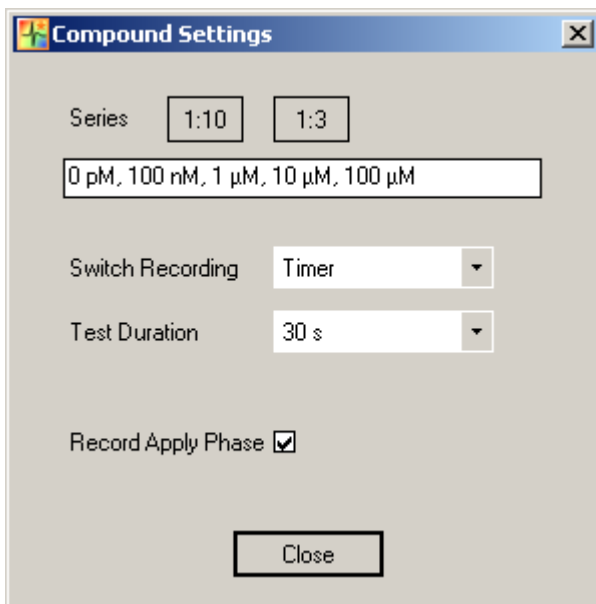 Compound Settings
Series 1:10 1:3
0 pM, 100 nM, 1 µM, 10 µM, 100 µM
Switch Recording Timer
Test Duration 30 s
Record Apply Phase
Close